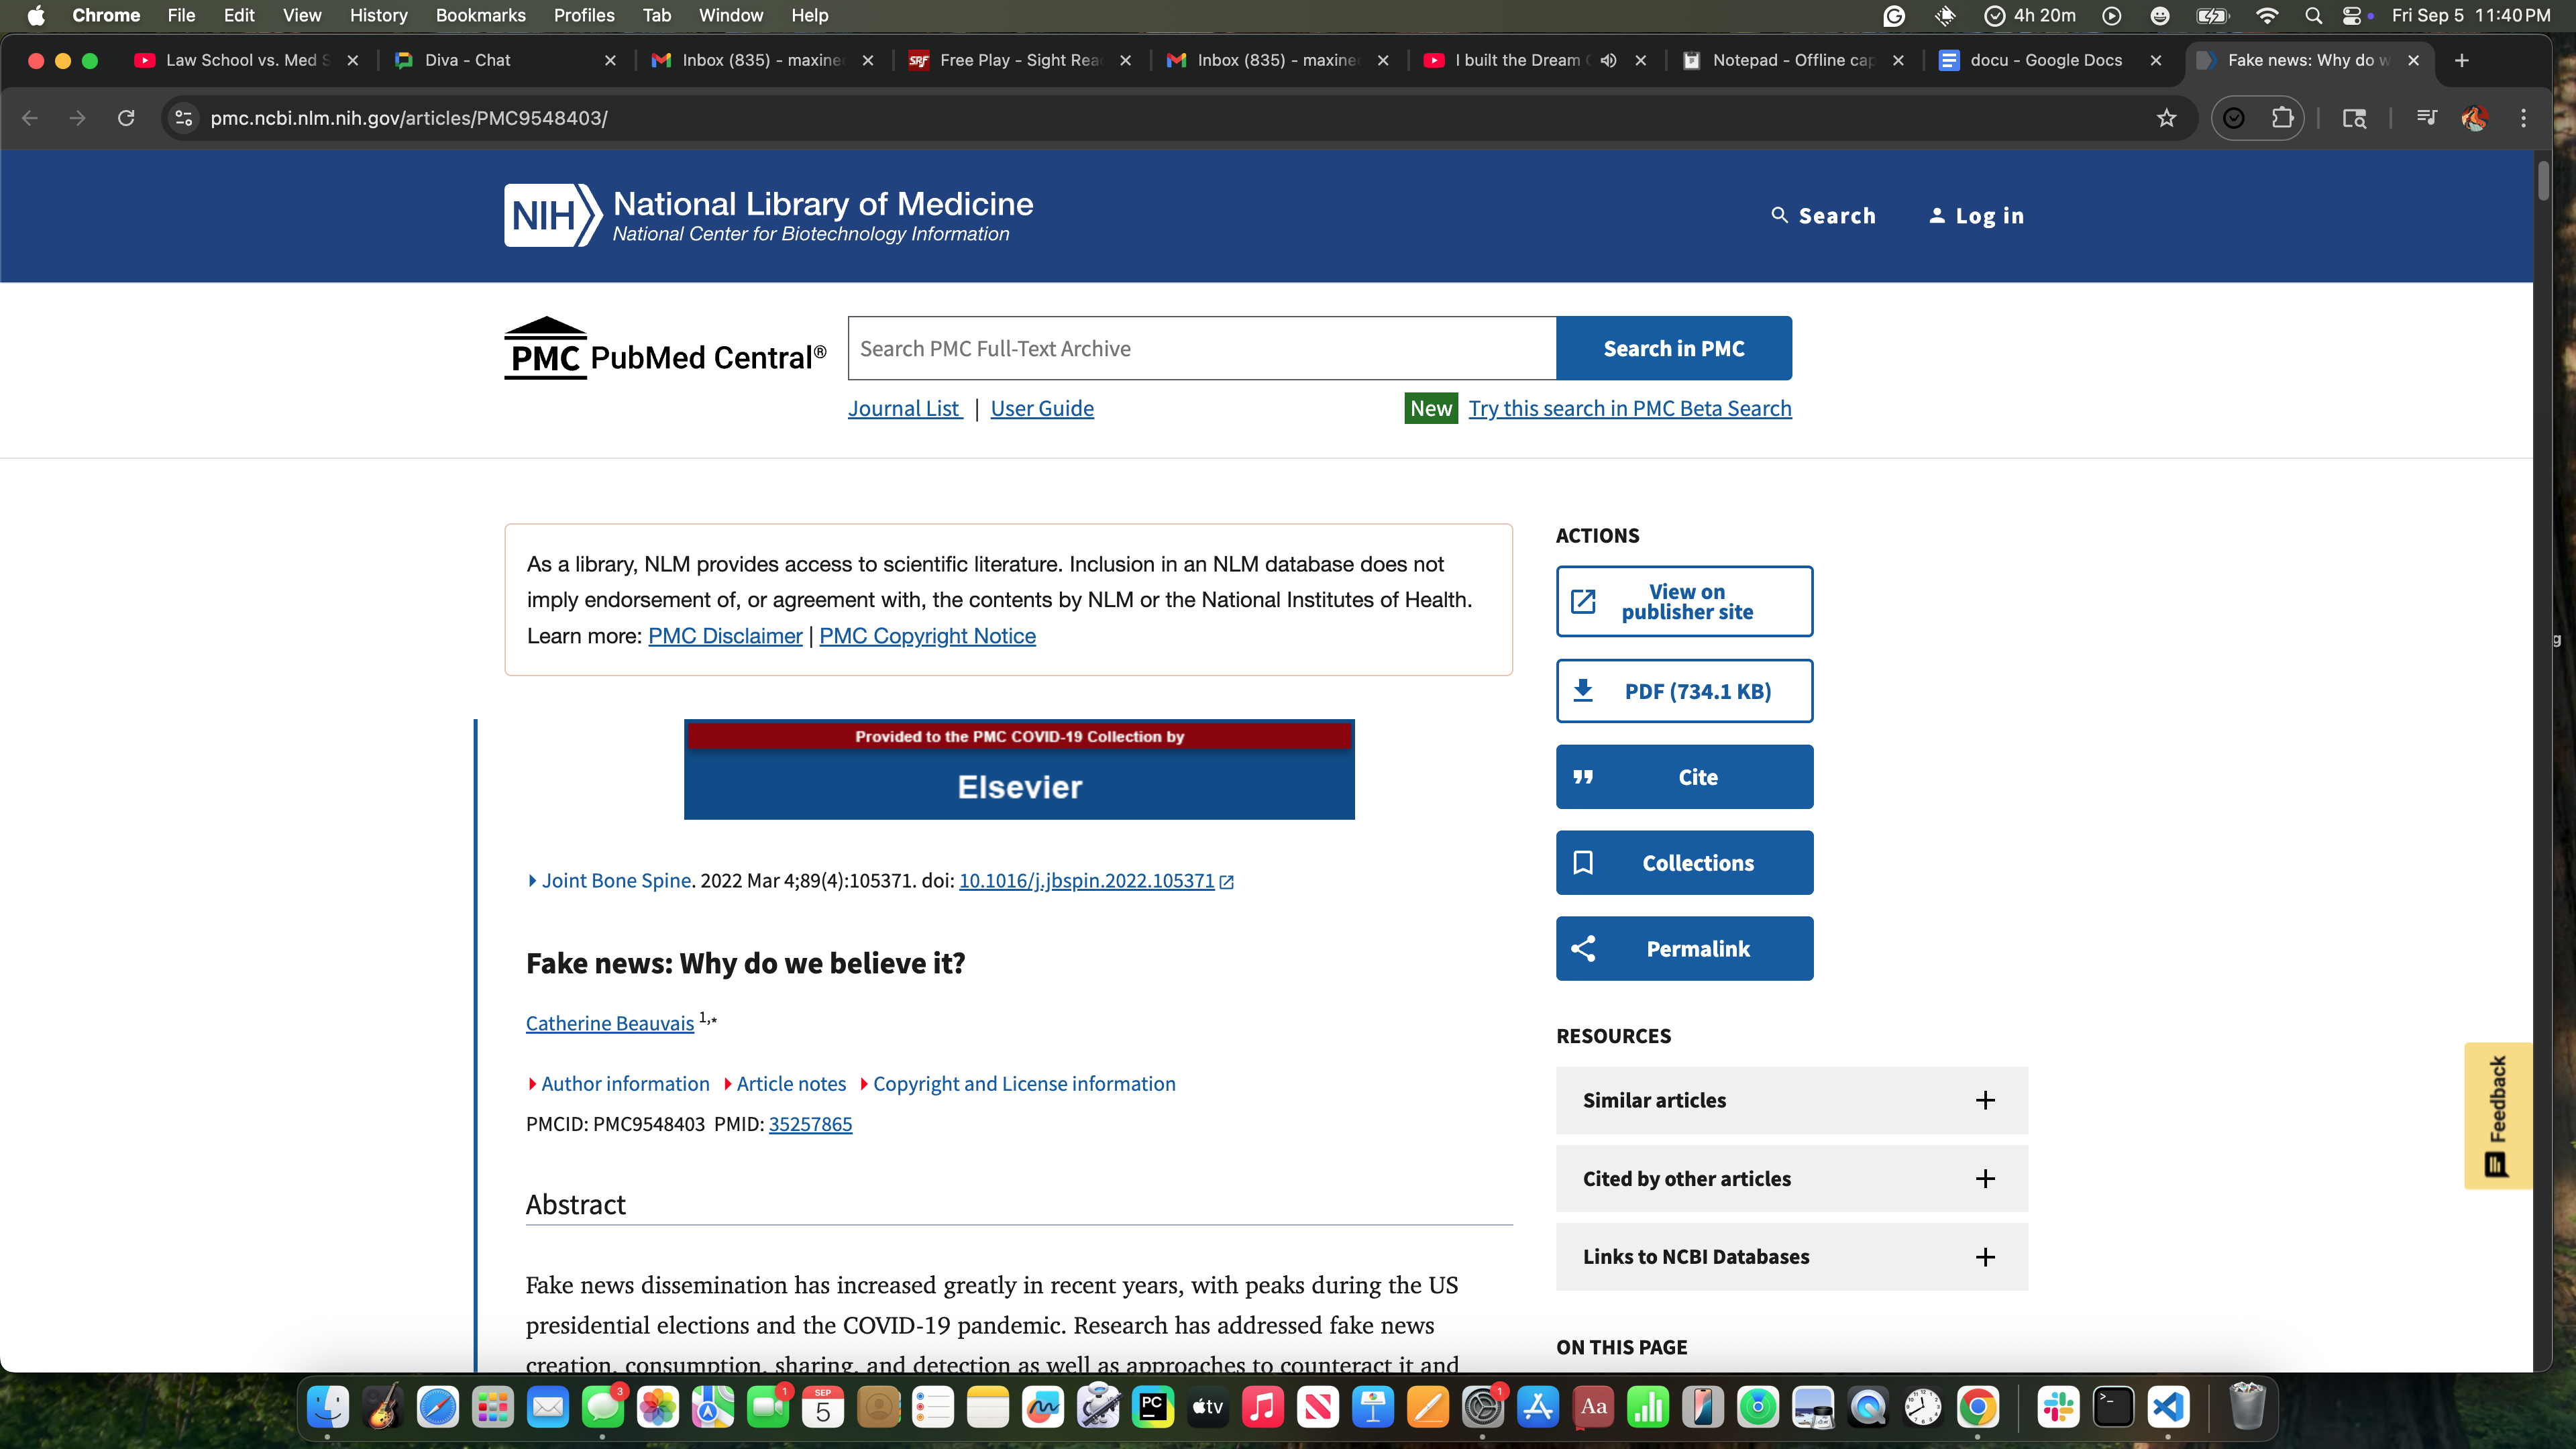 Chrome File Edit View History Bookmarks Profiles Tab Window Help 4h 20m Fri Sep 5 11:40 PM
Law School vs. Med S Diva - Chat Inbox (835) - maxine Free Play - Sight Rea Inbox (835) - maxine I built the Dream Notepad - Offline cap docu - Google Docs Fake news: Why do w
pmc.ncbi.nlm.nih.gov/articles/PMC9548403/
NIH National Library of Medicine
National Center for Biotechnology Information
Search Log in
PMC PubMed Central®
Search PMC Full-Text Archive
Search in PMC
Journal List | User Guide
New Try this search in PMC Beta Search
As a library, NLM provides access to scientific literature. Inclusion in an NLM database does not
imply endorsement of, or agreement with, the contents by NLM or the National Institutes of Health.
Learn more: PMC Disclaimer | PMC Copyright Notice
Provided to the PMC COVID-19 Collection by
Elsevier
Joint Bone Spine. 2022 Mar 4;89(4):105371. doi: 10.1016/j.jbspin.2022.105371
Fake news: Why do we believe it?
Catherine Beauvais 1,*
Author information Article notes Copyright and License information
PMCID: PMC9548403 PMID: 35257865
Abstract
Fake news dissemination has increased greatly in recent years, with peaks during the US
presidential elections and the COVID-19 pandemic. Research has addressed fake news
creation, consumption, sharing, and detection as well as approaches to counteract it and
ACTIONS
View on
publisher site
PDF (734.1 KB)
Cite
Collections
Permalink
RESOURCES
Similar articles
Cited by other articles
Links to NCBI Databases
ON THIS PAGE
Feedback
g
3
1
SEP
5
PC
tv
1
Aa